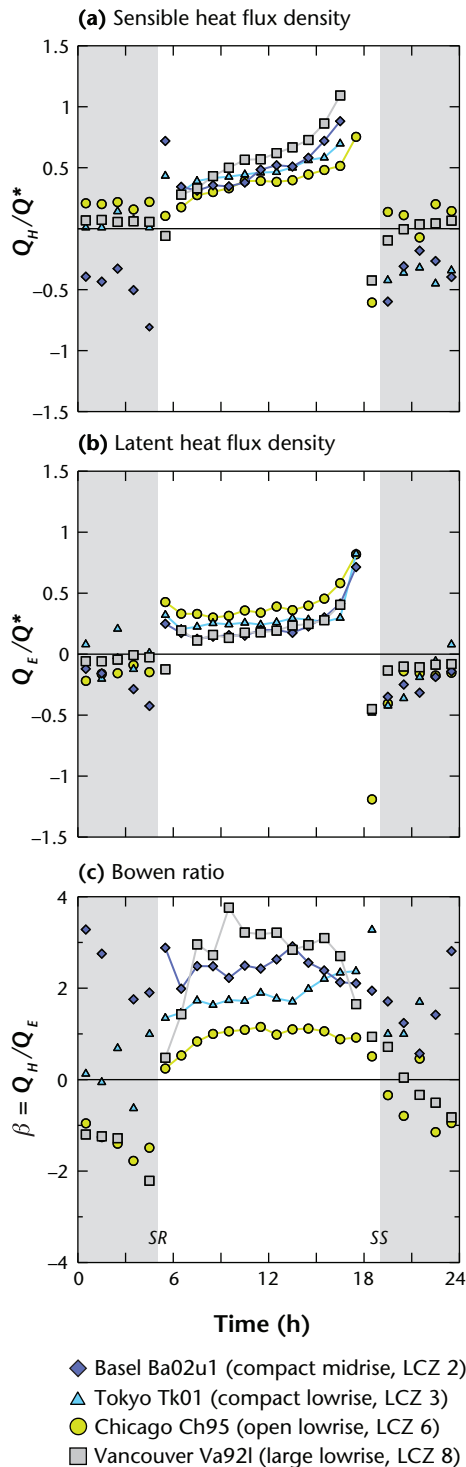 (a) Sensible heat flux density
1.5
1
0.5
0
−0.5
−1
−1.5
Q_H/Q*
(b) Latent heat flux density
1.5
1
0.5
0
−0.5
−1
−1.5
Q_E/Q*
(c) Bowen ratio
4
2
0
−2
−4
β = Q_H/Q_E
SR
SS
0 6 12 18 24
Time (h)
Basel Ba02u1 (compact midrise, LCZ 2)
Tokyo Tk01 (compact lowrise, LCZ 3)
Chicago Ch95 (open lowrise, LCZ 6)
Vancouver Va92l (large lowrise, LCZ 8)